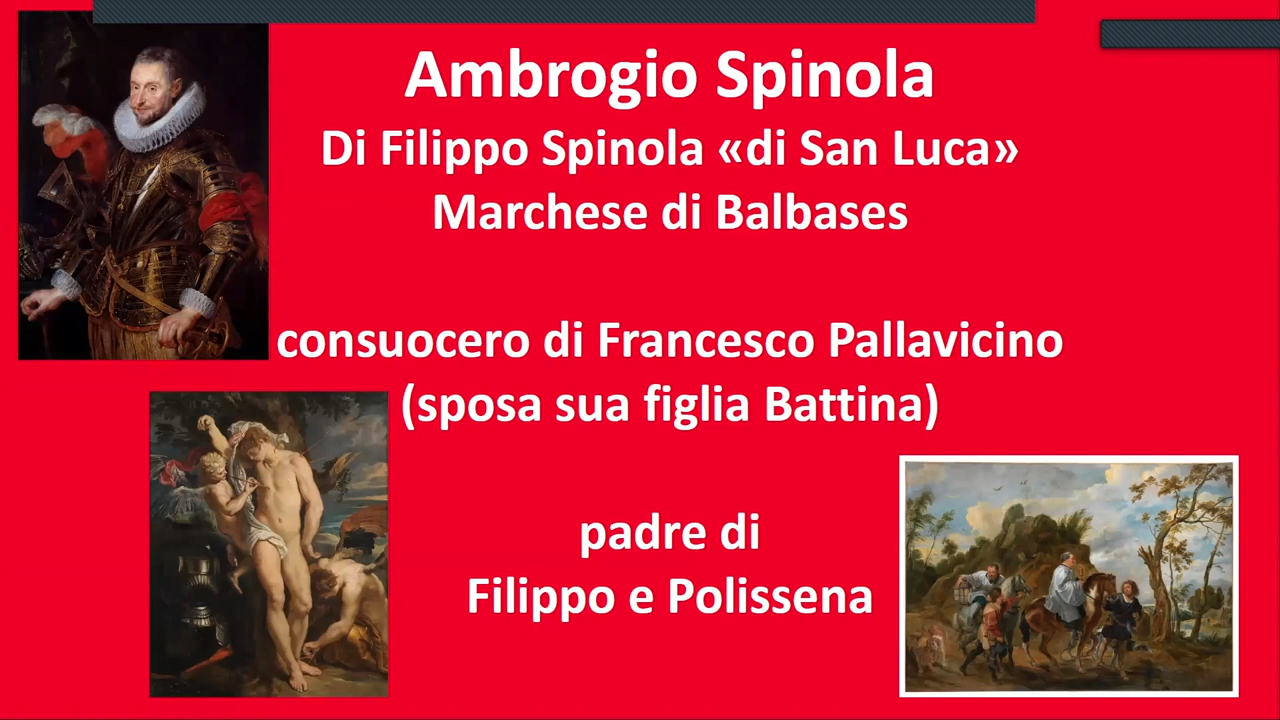 Ambrogio Spinola
Di Filippo Spinola «di San Luca»
Marchese di Balbases
consuocero di Francesco Pallavicino
(sposa sua figlia Battina)
padre di
Filippo e Polissena